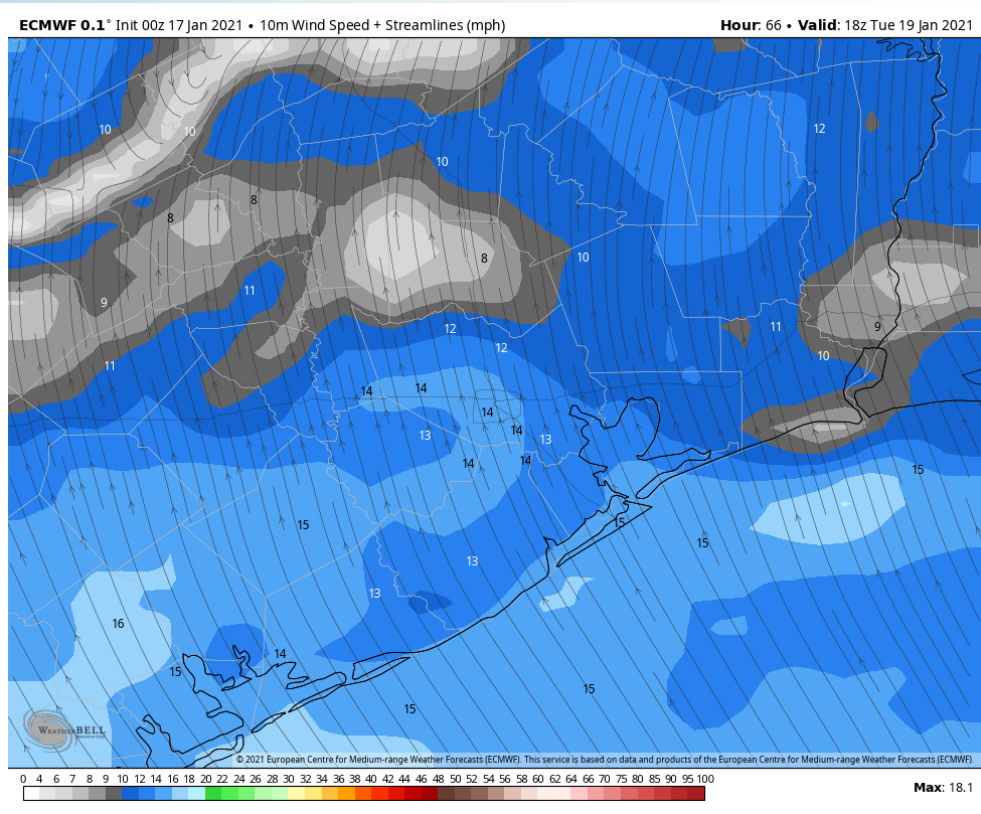 ECMWF 0.1° Init 00z 17 Jan 2021 • 10m Wind Speed + Streamlines (mph) Hour: 66 • Valid: 18z Tue 19 Jan 2021
10 10 12
10
8 8
8 10
11
9
12 11 9
12 10
11
14 14
14
14
13 13
14 14 15
15 15 15
13
13
16
14
15
15
15
WEATHERBELL
© 2021 European Centre for Medium-range Weather Forecasts (ECMWF). This service is based on data and products of the European Centre for Medium-range Weather Forecasts (ECMWF).
0 4 6 7 8 9 10 12 14 16 18 20 22 24 26 28 30 32 34 36 38 40 42 44 46 48 50 52 54 56 58 60 62 64 66 70 75 80 85 90 95 100
Max: 18.1